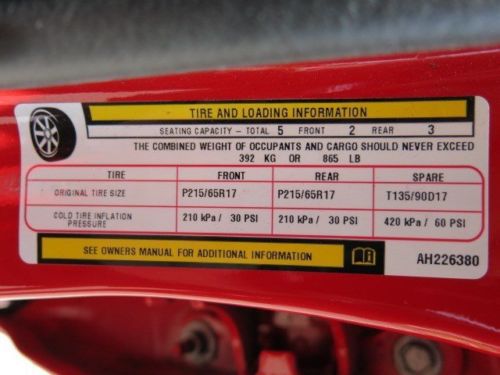 TIRE AND LOADING INFORMATION
SEATING CAPACITY - TOTAL 5 FRONT 2 REAR 3
THE COMBINED WEIGHT OF OCCUPANTS AND CARGO SHOULD NEVER EXCEED
392 KG OR 865 LB
TIRE FRONT REAR SPARE
ORIGINAL TIRE SIZE P215/65R17 P215/65R17 T135/90D17
COLD TIRE INFLATION PRESSURE 210 kPa / 30 PSI 210 kPa / 30 PSI 420 kPa / 60 PSI
SEE OWNERS MANUAL FOR ADDITIONAL INFORMATION AH226380